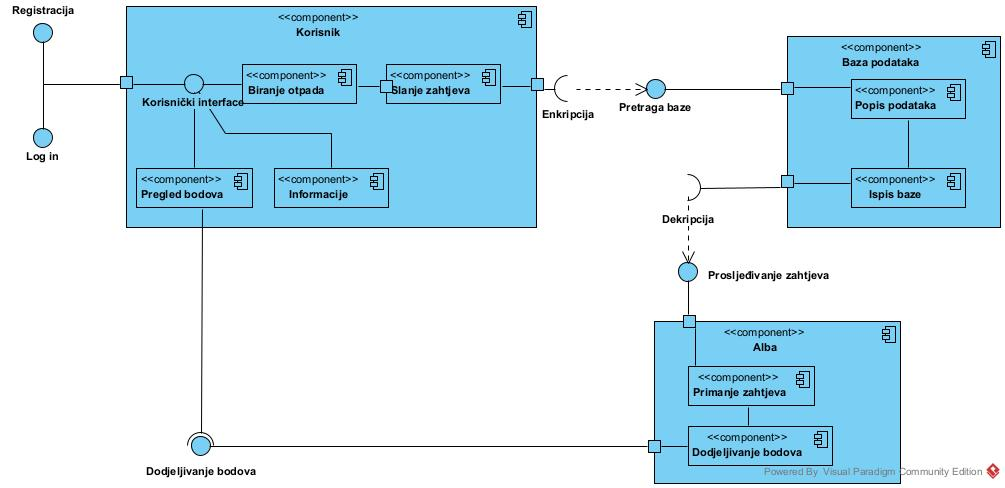 Registracija
Log in
<<component>>
Korisnik
Korisnički interface
<<component>>
Biranje otpada
<<component>>
Slanje zahtjeva
<<component>>
Pregled bodova
<<component>>
Informacije
Enkripcija
Pretraga baze
<<component>>
Baza podataka
<<component>>
Popis podataka
<<component>>
Ispis baze
Dekripcija
Prosljeđivanje zahtjeva
<<component>>
Alba
<<component>>
Primanje zahtjeva
<<component>>
Dodjeljivanje bodova
Dodjeljivanje bodova
Powered By Visual Paradigm Community Edition